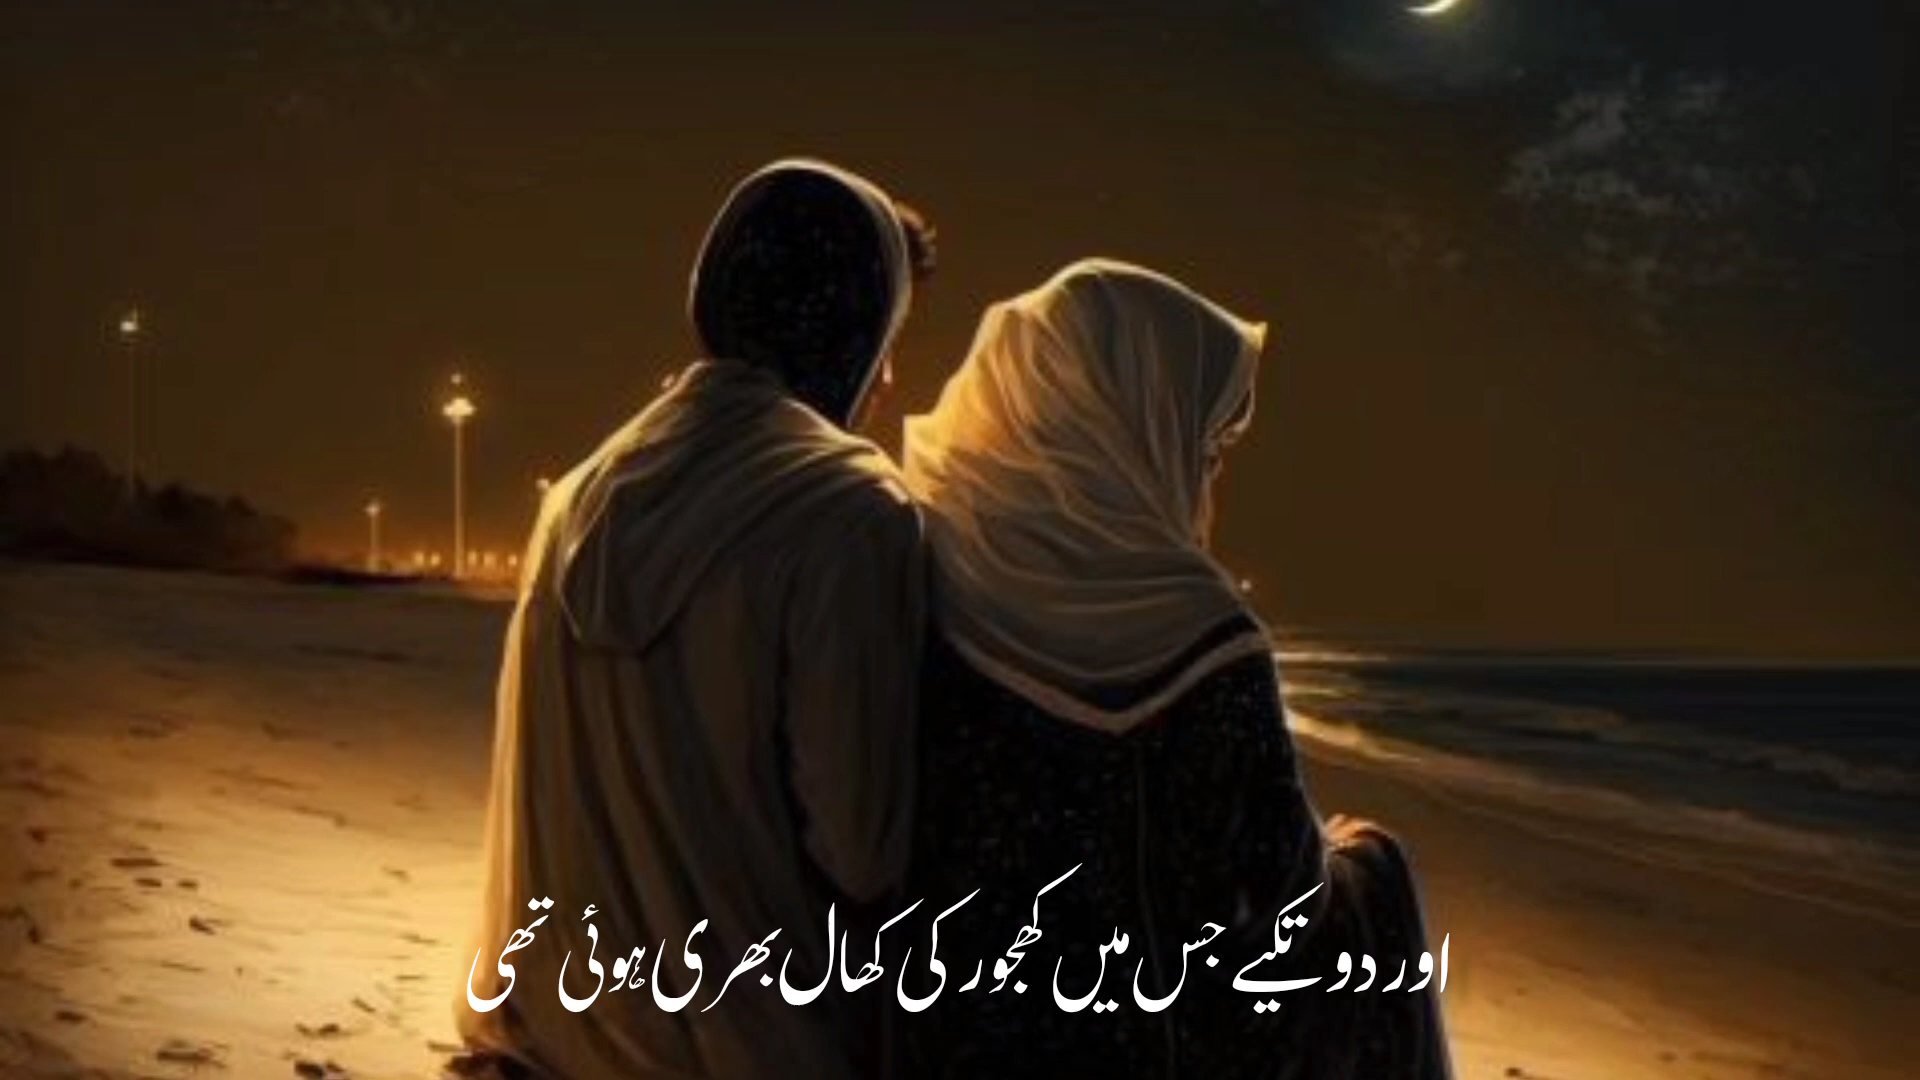 اور دو تکیے جس میں کھجور کی کھال بھری ہوئی تھی